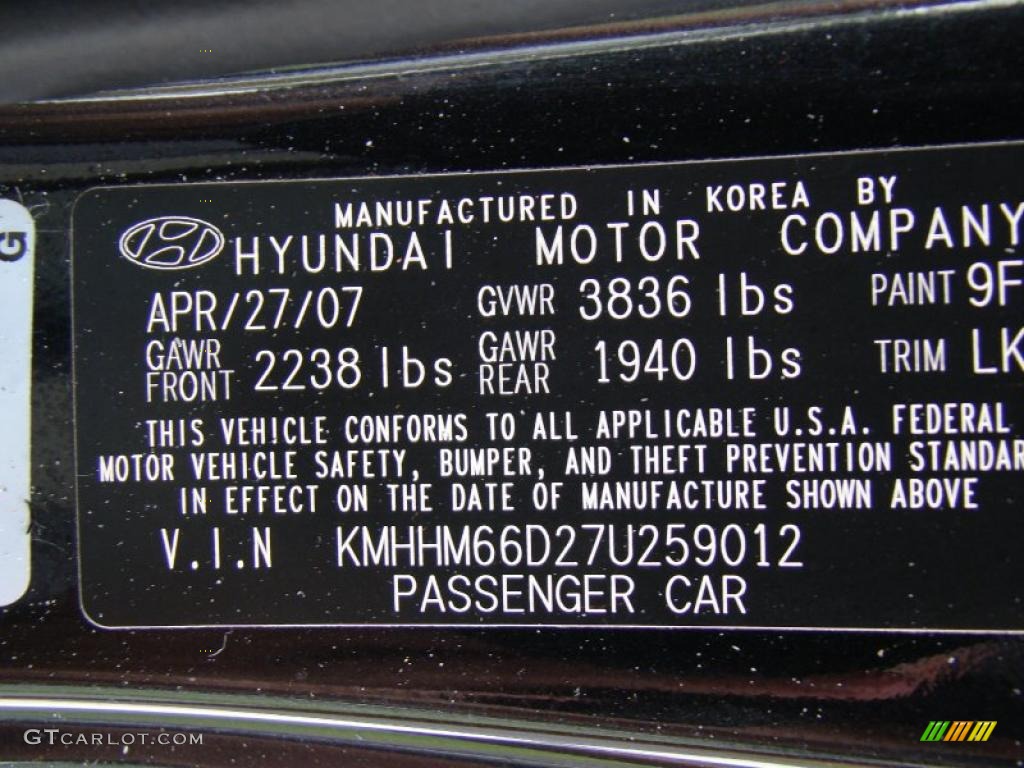 G
MANUFACTURED IN KOREA BY
HYUNDAI MOTOR COMPANY
APR/27/07 GVWR 3836 lbs PAINT 9F
GAWR FRONT 2238 lbs GAWR REAR 1940 lbs TRIM LK
THIS VEHICLE CONFORMS TO ALL APPLICABLE U.S.A. FEDERAL
MOTOR VEHICLE SAFETY, BUMPER, AND THEFT PREVENTION STANDAR
IN EFFECT ON THE DATE OF MANUFACTURE SHOWN ABOVE
V.I.N KMHHM66D27U259012
PASSENGER CAR
GTCARLOT.COM